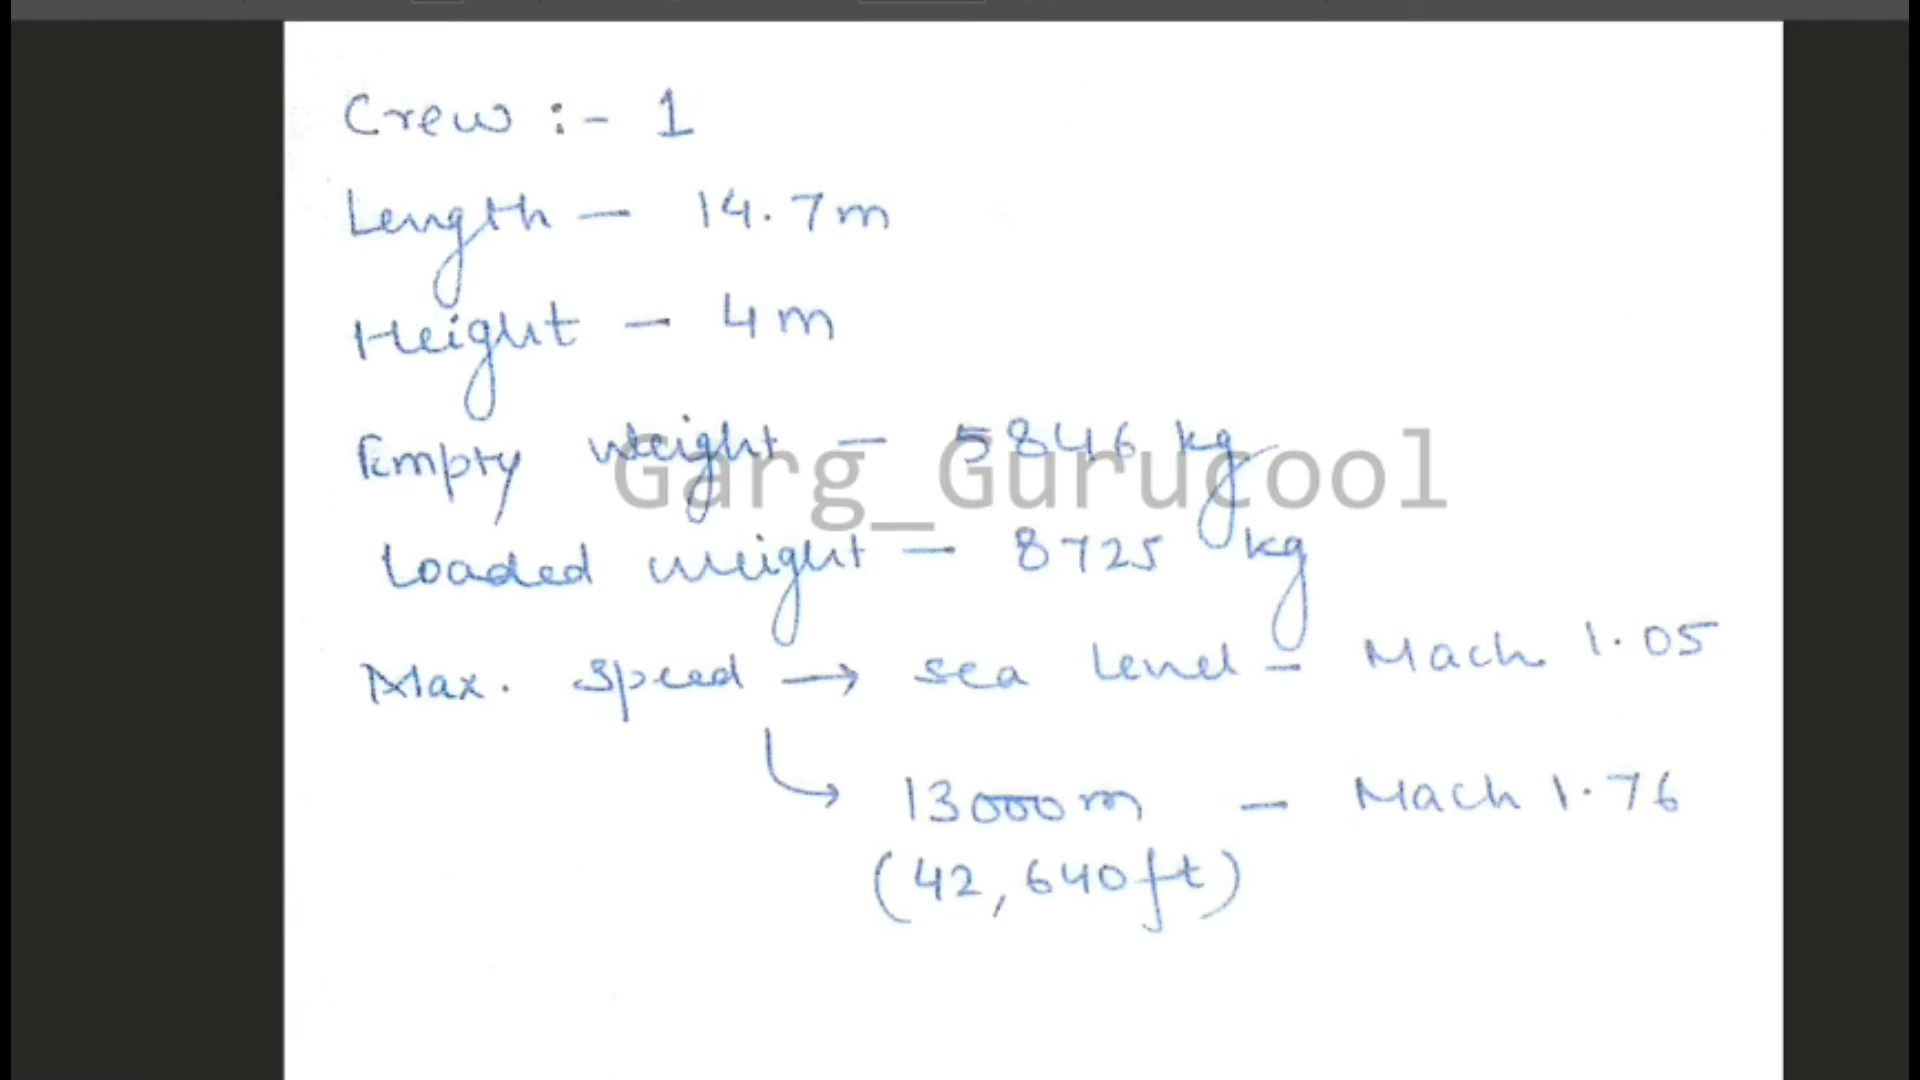 Crew :- 1
Length - 14.7m
Height - 4m
Empty weight - 5846 kg
Garg_Gurucool
Loaded weight - 8725 kg
Max. Speed → sea level - Mach 1.05
↳ 13000m - Mach 1.76
(42,640ft)